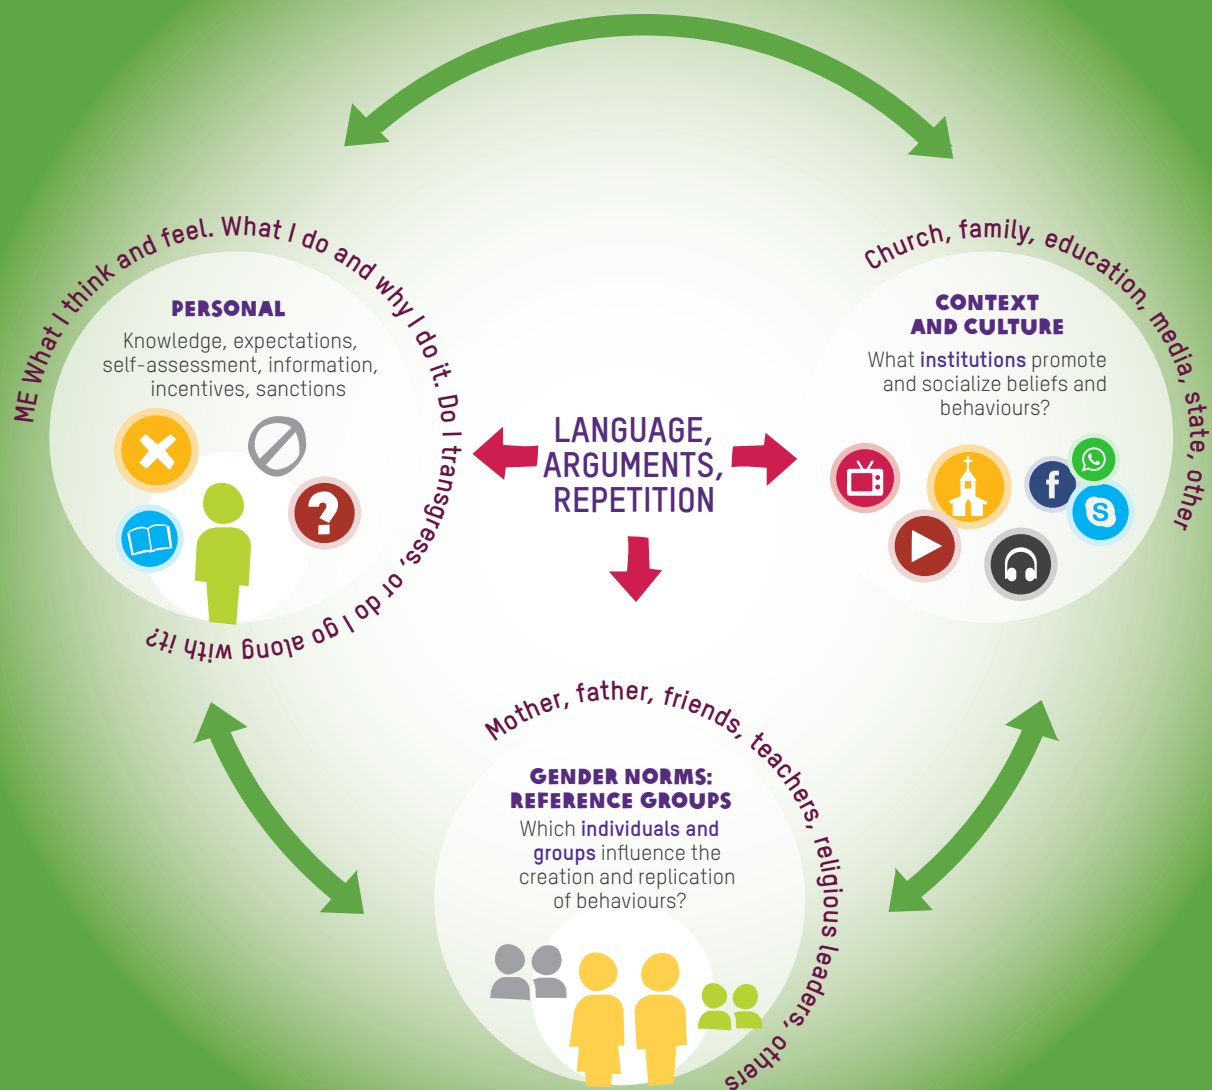 ME What I think and feel. What I do and why I do it. Do I transgress, or do I go along with it?
PERSONAL
Knowledge, expectations,
self-assessment, information,
incentives, sanctions
?
LANGUAGE,
ARGUMENTS,
REPETITION
Church, family, education, media, state, other
CONTEXT
AND CULTURE
What institutions promote
and socialize beliefs and
behaviours?
f
S
Mother, father, friends, teachers, religious leaders, others
GENDER NORMS:
REFERENCE GROUPS
Which individuals and
groups influence the
creation and replication
of behaviours?